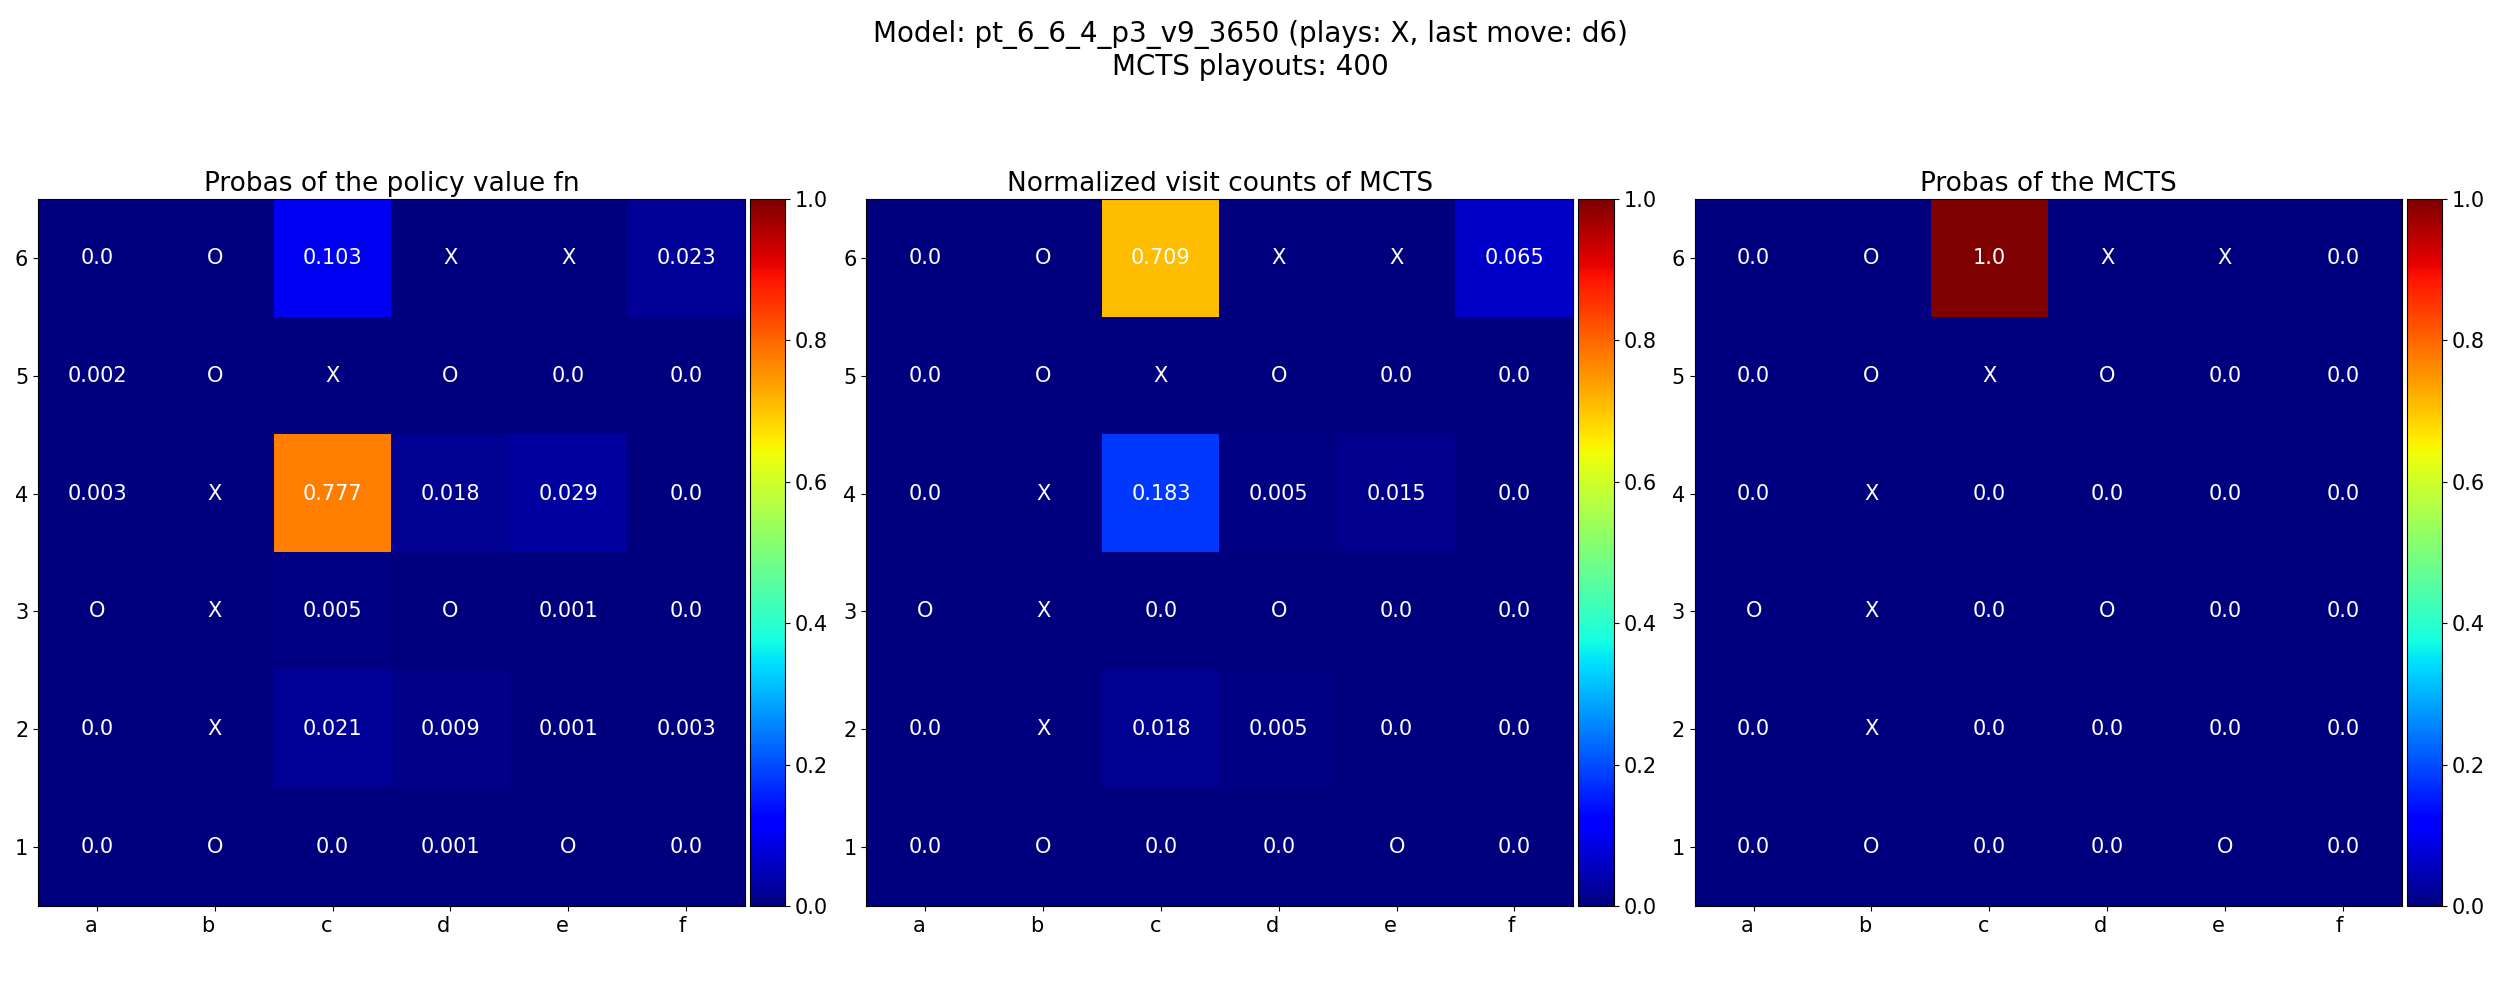 Model: pt_6_6_4_p3_v9_3650 (plays: X, last move: d6)
MCTS playouts: 400
Probas of the policy value fn
6 0.0 O 0.103 X X 0.023
5 0.002 O X O 0.0 0.0
4 0.003 X 0.777 0.018 0.029 0.0
3 O X 0.005 O 0.001 0.0
2 0.0 X 0.021 0.009 0.001 0.003
1 0.0 O 0.0 0.001 O 0.0
a b c d e f
1.0
0.8
0.6
0.4
0.2
0.0
Normalized visit counts of MCTS
6 0.0 O 0.709 X X 0.065
5 0.0 O X O 0.0 0.0
4 0.0 X 0.183 0.005 0.015 0.0
3 O X 0.0 O 0.0 0.0
2 0.0 X 0.018 0.005 0.0 0.0
1 0.0 O 0.0 0.0 O 0.0
a b c d e f
1.0
0.8
0.6
0.4
0.2
0.0
Probas of the MCTS
6 0.0 O 1.0 X X 0.0
5 0.0 O X O 0.0 0.0
4 0.0 X 0.0 0.0 0.0 0.0
3 O X 0.0 O 0.0 0.0
2 0.0 X 0.0 0.0 0.0 0.0
1 0.0 O 0.0 0.0 O 0.0
a b c d e f
1.0
0.8
0.6
0.4
0.2
0.0